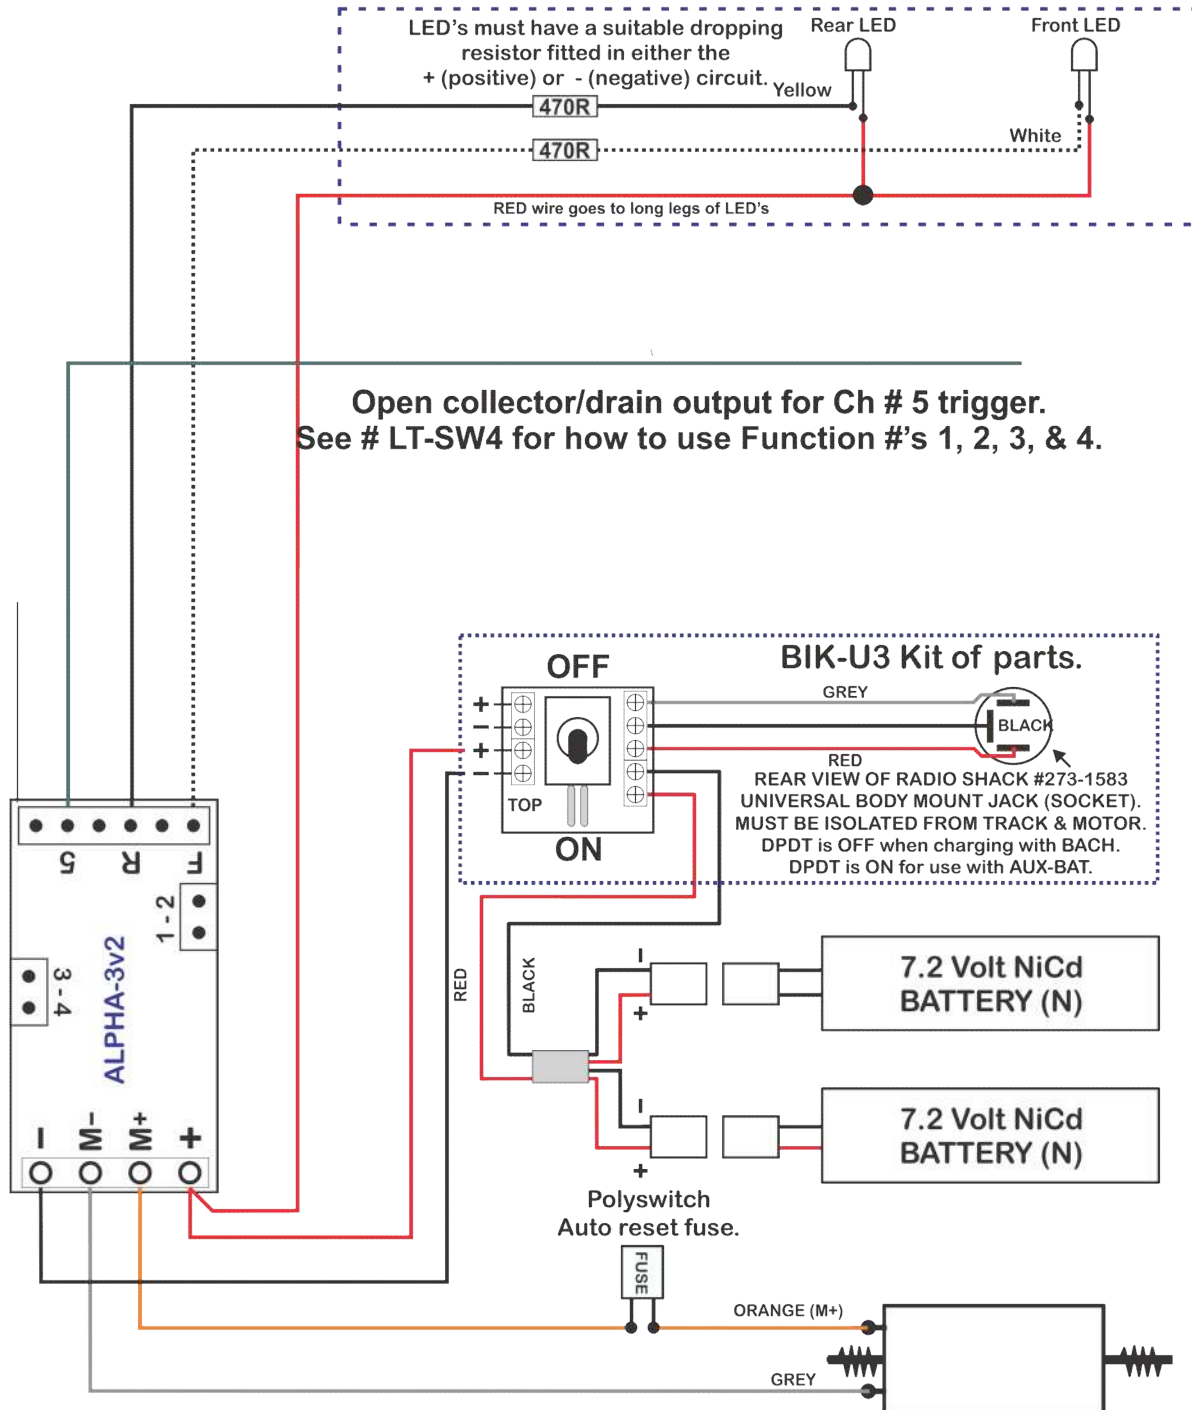 LED's must have a suitable dropping
resistor fitted in either the
+ (positive) or - (negative) circuit.
Rear LED
Front LED
Yellow
470R
White
470R
RED wire goes to long legs of LED's
Open collector/drain output for Ch # 5 trigger.
See # LT-SW4 for how to use Function #'s 1, 2, 3, & 4.
BIK-U3 Kit of parts.
OFF
GREY
+
-
+
-
BLACK
RED
TOP
ON
REAR VIEW OF RADIO SHACK #273-1583
UNIVERSAL BODY MOUNT JACK (SOCKET).
MUST BE ISOLATED FROM TRACK & MOTOR.
DPDT is OFF when charging with BACH.
DPDT is ON for use with AUX-BAT.
5
R
F
1 - 2
3 - 4
ALPHA-3v2
RED
BLACK
-
+
7.2 Volt NiCd
BATTERY (N)
-
+
7.2 Volt NiCd
BATTERY (N)
-
M-
M+
+
Polyswitch
Auto reset fuse.
FUSE
ORANGE (M+)
GREY